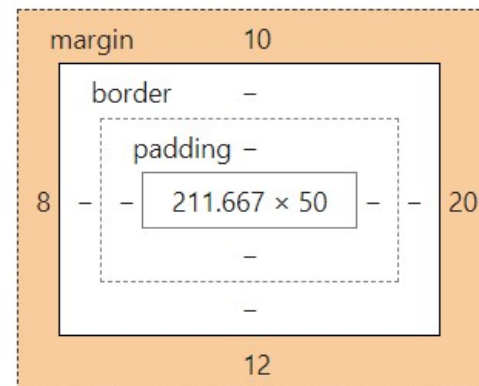 margin 10
border –
padding –
8 – – 211.667 × 50 – – 20
–
–
12